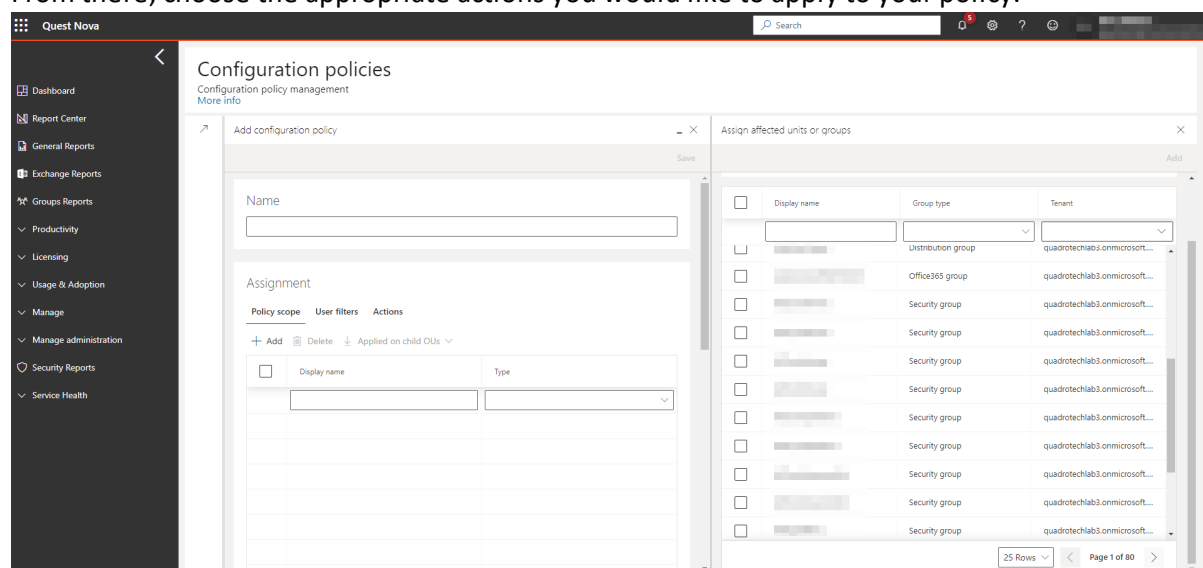 From there, choose the appropriate actions you would like to apply to your policy.
Quest Nova
Search
5
?
Dashboard
Report Center
General Reports
Exchange Reports
Groups Reports
Productivity
Licensing
Usage & Adoption
Manage
Manage administration
Security Reports
Service Health
Configuration policies
Configuration policy management
More info
Add configuration policy
Save
Name
Assignment
Policy scope User filters Actions
+ Add Delete Applied on child OUs
Display name Type
Assign affected units or groups
Add
Display name Group type Tenant
Distribution group quadrotechlab3.onmicrosoft....
Office365 group quadrotechlab3.onmicrosoft....
Security group quadrotechlab3.onmicrosoft....
Security group quadrotechlab3.onmicrosoft....
Security group quadrotechlab3.onmicrosoft....
Security group quadrotechlab3.onmicrosoft....
Security group quadrotechlab3.onmicrosoft....
Security group quadrotechlab3.onmicrosoft....
Security group quadrotechlab3.onmicrosoft....
Security group quadrotechlab3.onmicrosoft....
Security group quadrotechlab3.onmicrosoft....
25 Rows Page 1 of 80